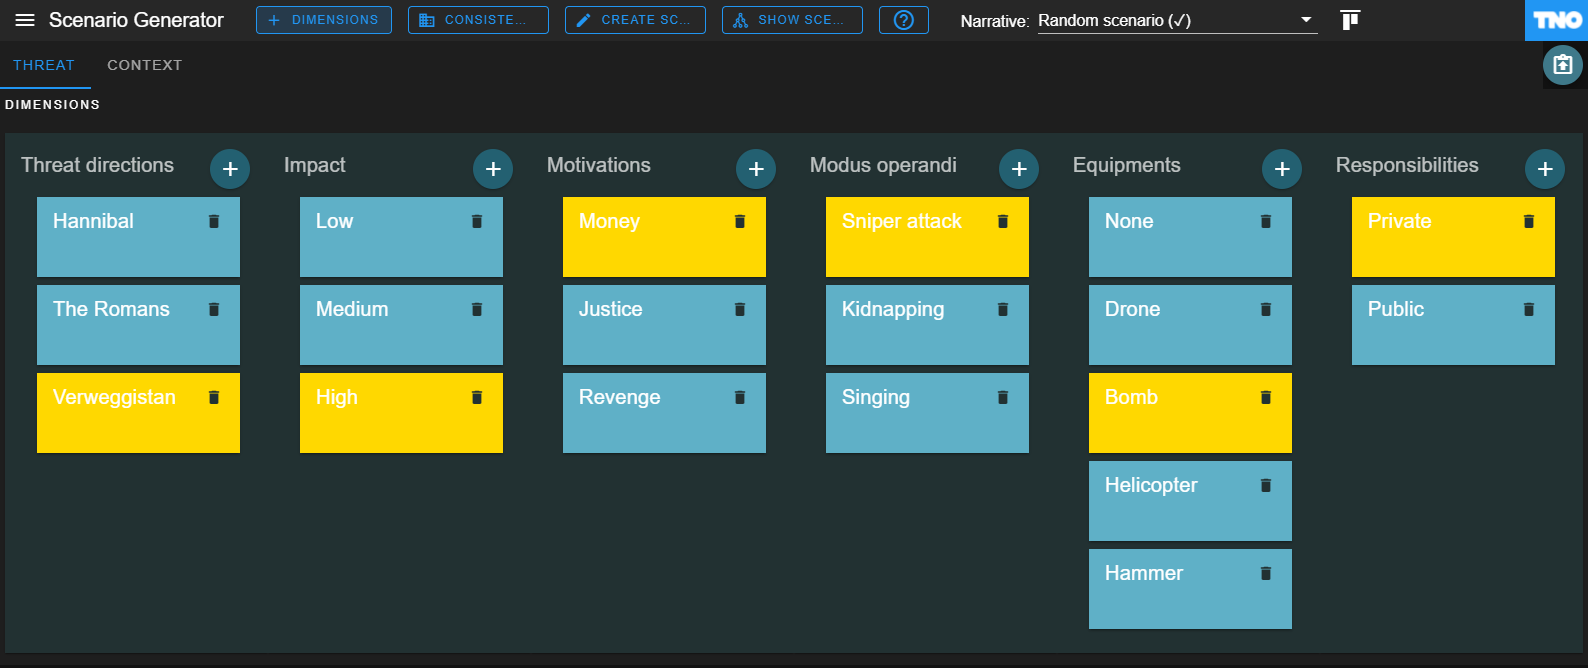 Scenario Generator
DIMENSIONS
CONSISTE...
CREATE SC...
SHOW SCE...
Narrative: Random scenario (✓)
TNO
THREAT
CONTEXT
DIMENSIONS
Threat directions
Hannibal
The Romans
Verweggistan
Impact
Low
Medium
High
Motivations
Money
Justice
Revenge
Modus operandi
Sniper attack
Kidnapping
Singing
Equipments
None
Drone
Bomb
Helicopter
Hammer
Responsibilities
Private
Public